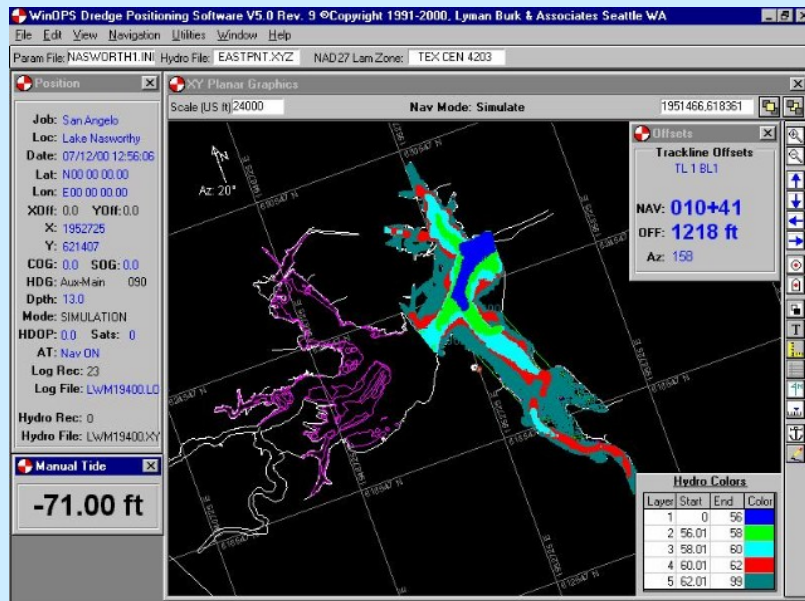 WinOPS Dredge Positioning Software V5.0 Rev. 9 ©Copyright 1991-2000, Lyman Burk & Associates Seattle WA
File Edit View Navigation Utilities Window Help
Param File: NASWORTH1.INI Hydro File: EASTPNT.XYZ NAD27 Lam Zone: TEX CEN 4203
Position
Job: San Angelo
Loc: Lake Nasworthy
Date: 07/12/00 12:56:06
Lat: N00 00 00.00
Lon: E00 00 00.00
XOff: 0.0 YOff: 0.0
X: 1952725
Y: 621407
COG: 0.0 SOG: 0.0
HDG: Aux-Main 090
Dpth: 13.0
Mode: SIMULATION
HDOP: 0.0 Sats: 0
AT: Nav ON
Log Rec: 23
Log File: LWM19400.LO
Hydro Rec: 0
Hydro File: LWM19400.XY
Manual Tide
-71.00 ft
XY Planar Graphics
Scale (US ft) 24000 Nav Mode: Simulate 1951466,618361
N
Az: 20°
Offsets
Trackline Offsets
TL 1 BL1
NAV: 010+41
OFF: 1218 ft
Az: 158
Hydro Colors
Layer Start End Color
1 0 56
2 56.01 58
3 58.01 60
4 60.01 62
5 62.01 99